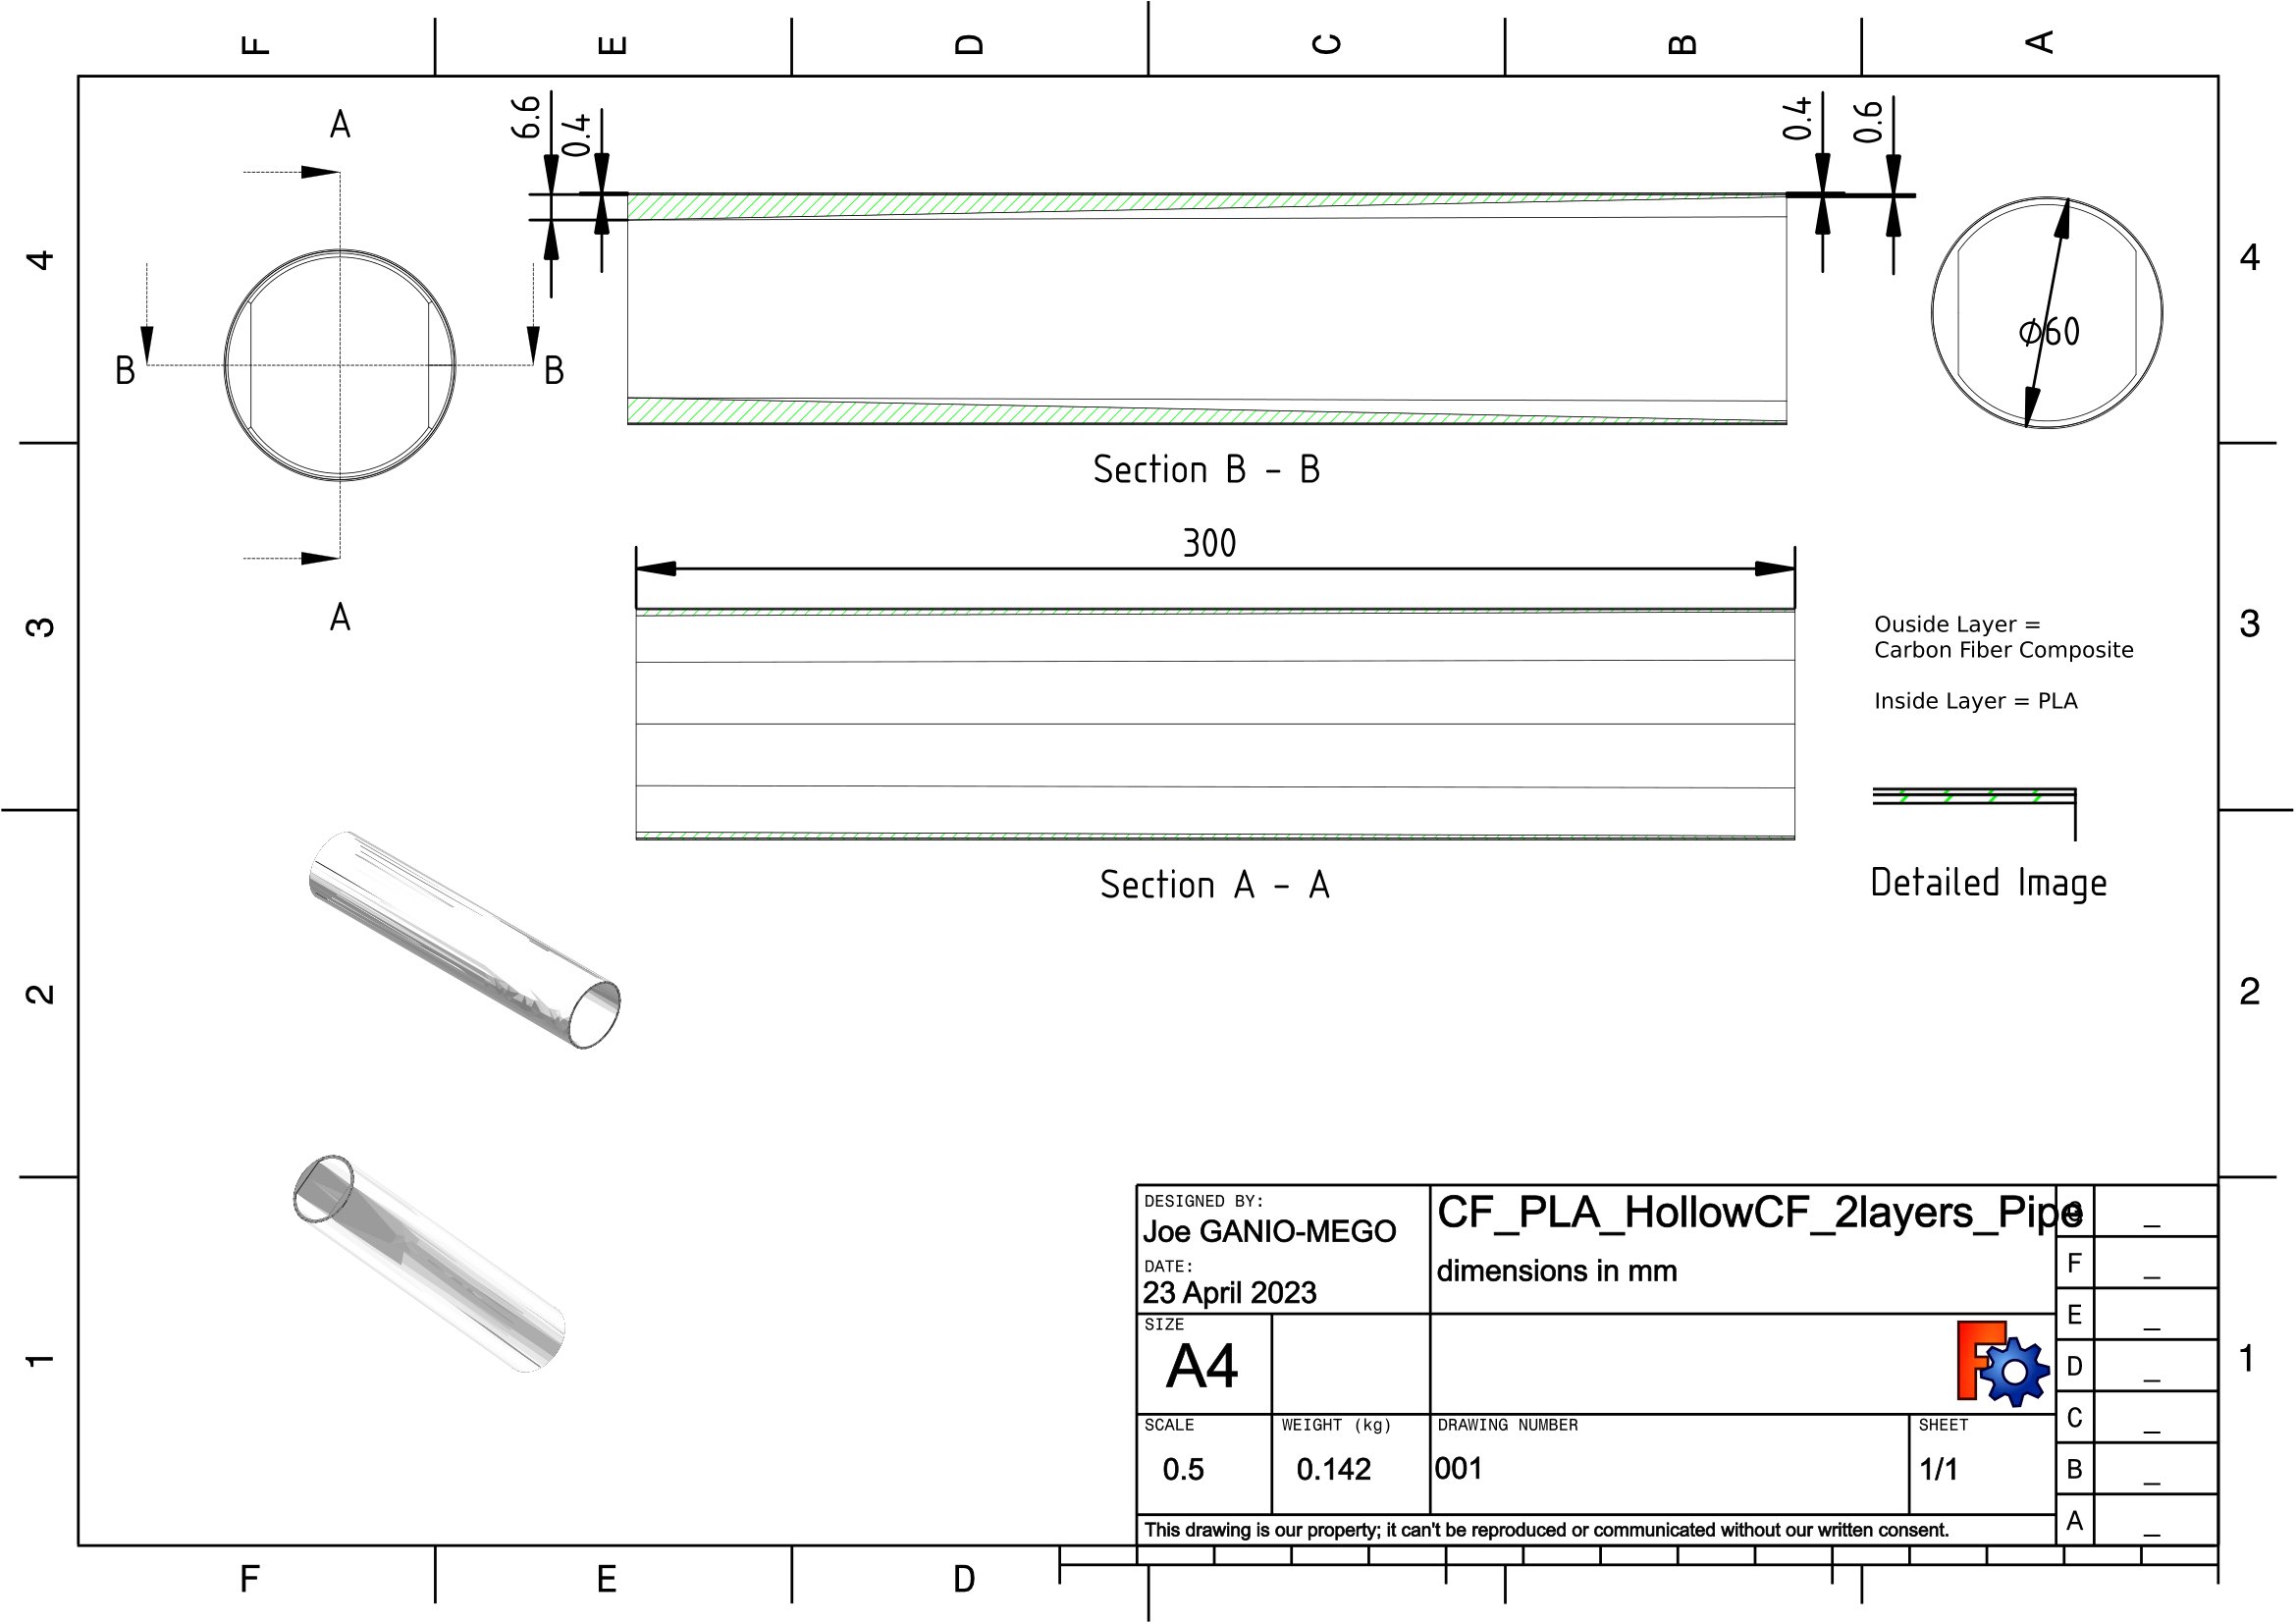 F E D C B A
6.6 0.4 0.4 0.6
A
4 4
⌀60
B B
Section B - B
300
A
3 3
Ouside Layer =
Carbon Fiber Composite
Inside Layer = PLA
Section A - A
Detailed Image
2 2
DESIGNED BY:
Joe GANIO-MEGO
DATE:
23 April 2023
CF_PLA_HollowCF_2layers_Pipe
dimensions in mm
SIZE
A4
SCALE
0.5
WEIGHT (kg)
0.142
DRAWING NUMBER
001
SHEET
1/1
This drawing is our property; it can't be reproduced or communicated without our written consent.
F _
E _
D _
C _
B _
A _
1 1
F E D